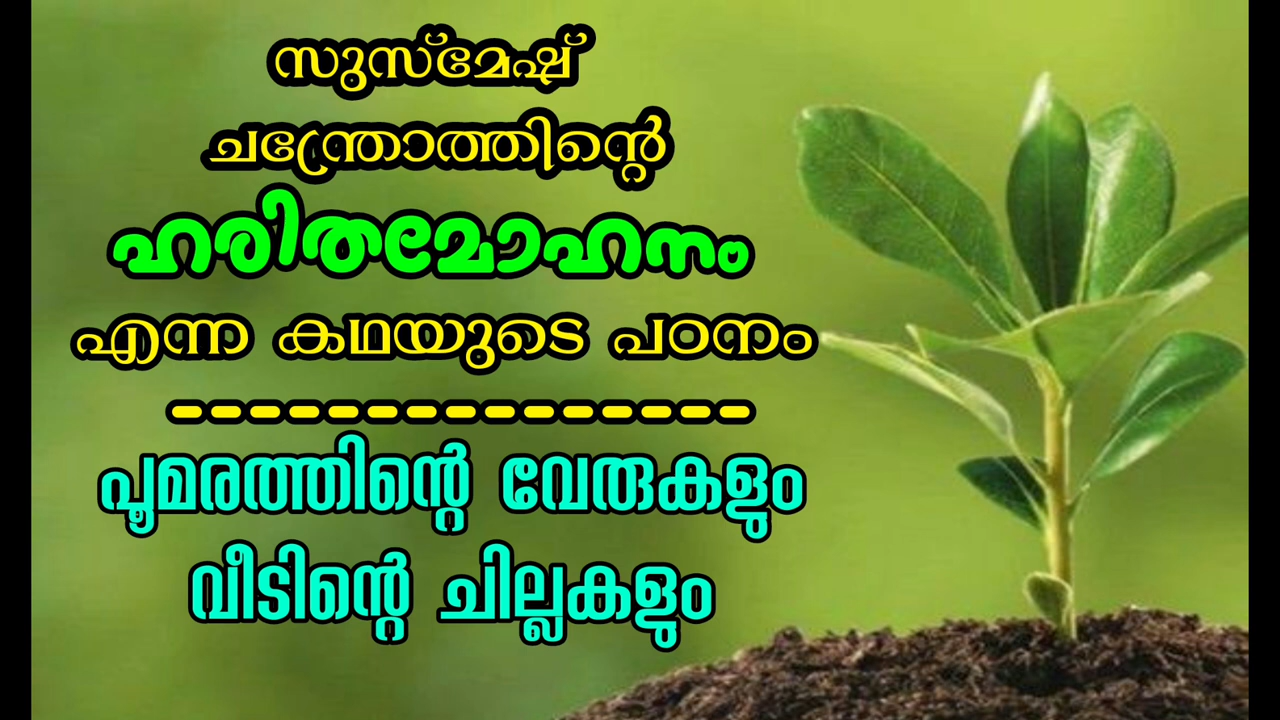 സുസ്മേഷ്
ചന്ത്രോത്തിന്റെ
ഹരിതമോഹനം
എന്ന കഥയുടെ പഠനം
---------------
പൂമരത്തിന്റെ വേരുകളും
വീടിന്റെ ചില്ലകളും